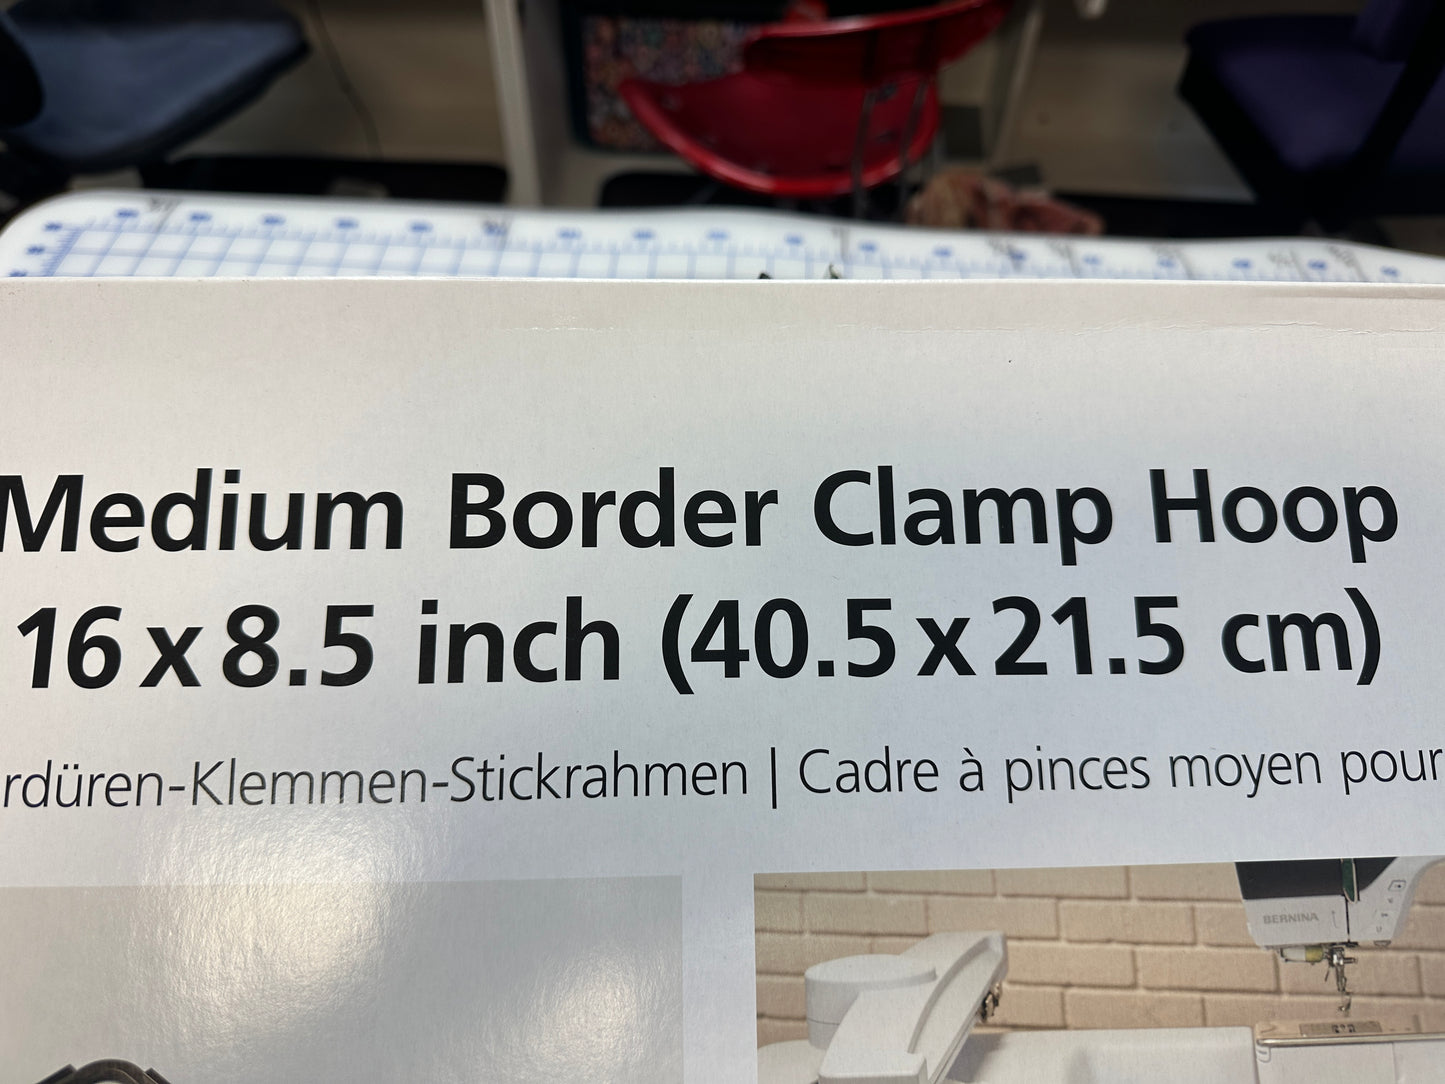 Medium Border Clamp Hoop
16 x 8.5 inch (40.5 x 21.5 cm)
rdüren-Klemmen-Stickrahmen | Cadre à pinces moyen pour
BERNINA